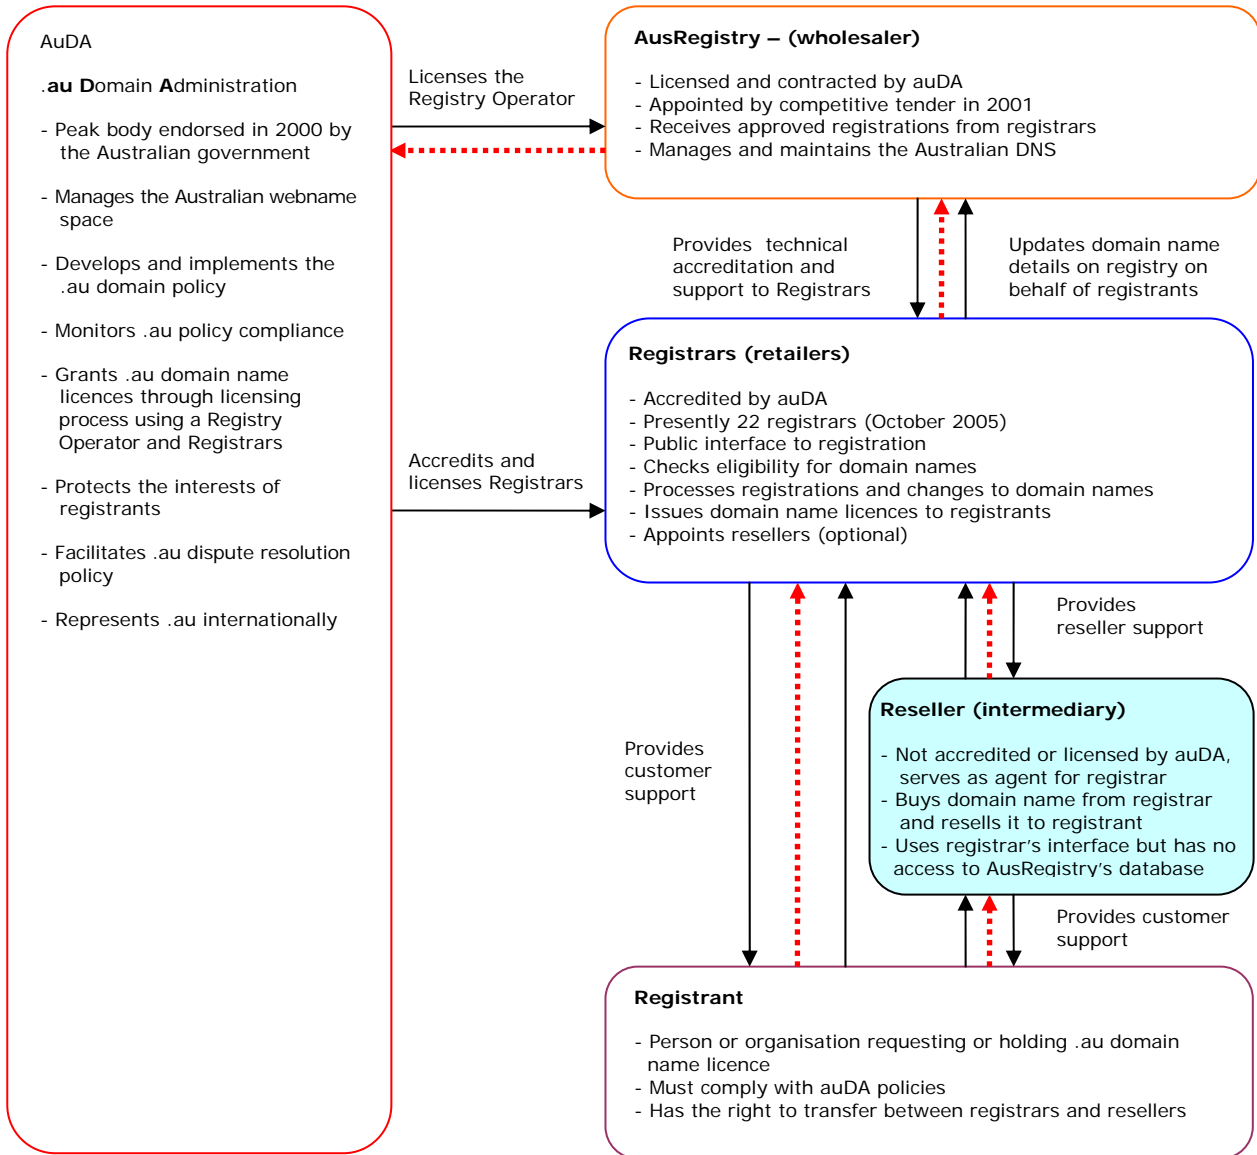 AuDA
.au Domain Administration
- Peak body endorsed in 2000 by
the Australian government
- Manages the Australian webname
space
- Develops and implements the
.au domain policy
- Monitors .au policy compliance
- Grants .au domain name
licences through licensing
process using a Registry
Operator and Registrars
- Protects the interests of
registrants
- Facilitates .au dispute resolution
policy
- Represents .au internationally
Licenses the
Registry Operator
AusRegistry – (wholesaler)
- Licensed and contracted by auDA
- Appointed by competitive tender in 2001
- Receives approved registrations from registrars
- Manages and maintains the Australian DNS
Provides technical
accreditation and
support to Registrars
Updates domain name
details on registry on
behalf of registrants
Accredits and
licenses Registrars
Registrars (retailers)
- Accredited by auDA
- Presently 22 registrars (October 2005)
- Public interface to registration
- Checks eligibility for domain names
- Processes registrations and changes to domain names
- Issues domain name licences to registrants
- Appoints resellers (optional)
Provides
customer
support
Provides
reseller support
Reseller (intermediary)
- Not accredited or licensed by auDA,
serves as agent for registrar
- Buys domain name from registrar
and resells it to registrant
- Uses registrar's interface but has no
access to AusRegistry's database
Provides customer
support
Registrant
- Person or organisation requesting or holding .au domain
name licence
- Must comply with auDA policies
- Has the right to transfer between registrars and resellers